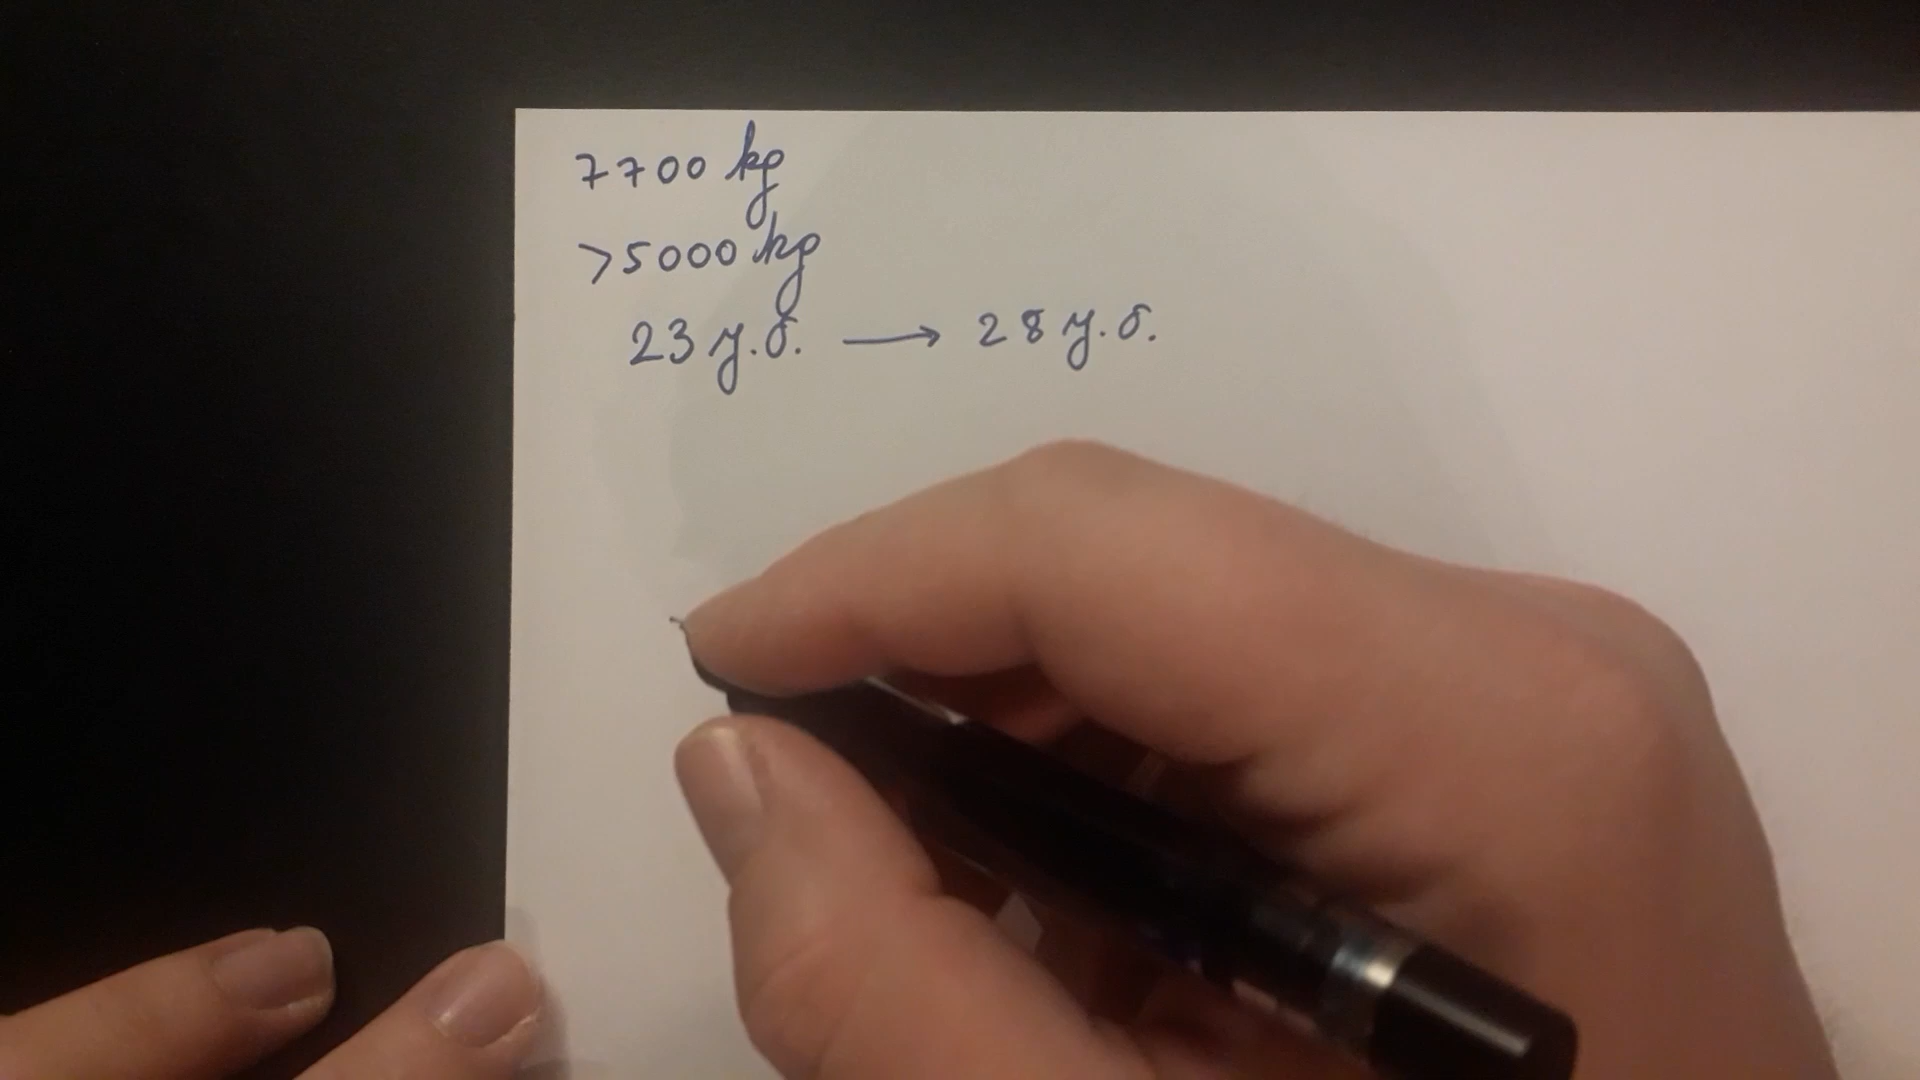 7700 kg
>5000 kg
23 y.o. → 28 y.o.